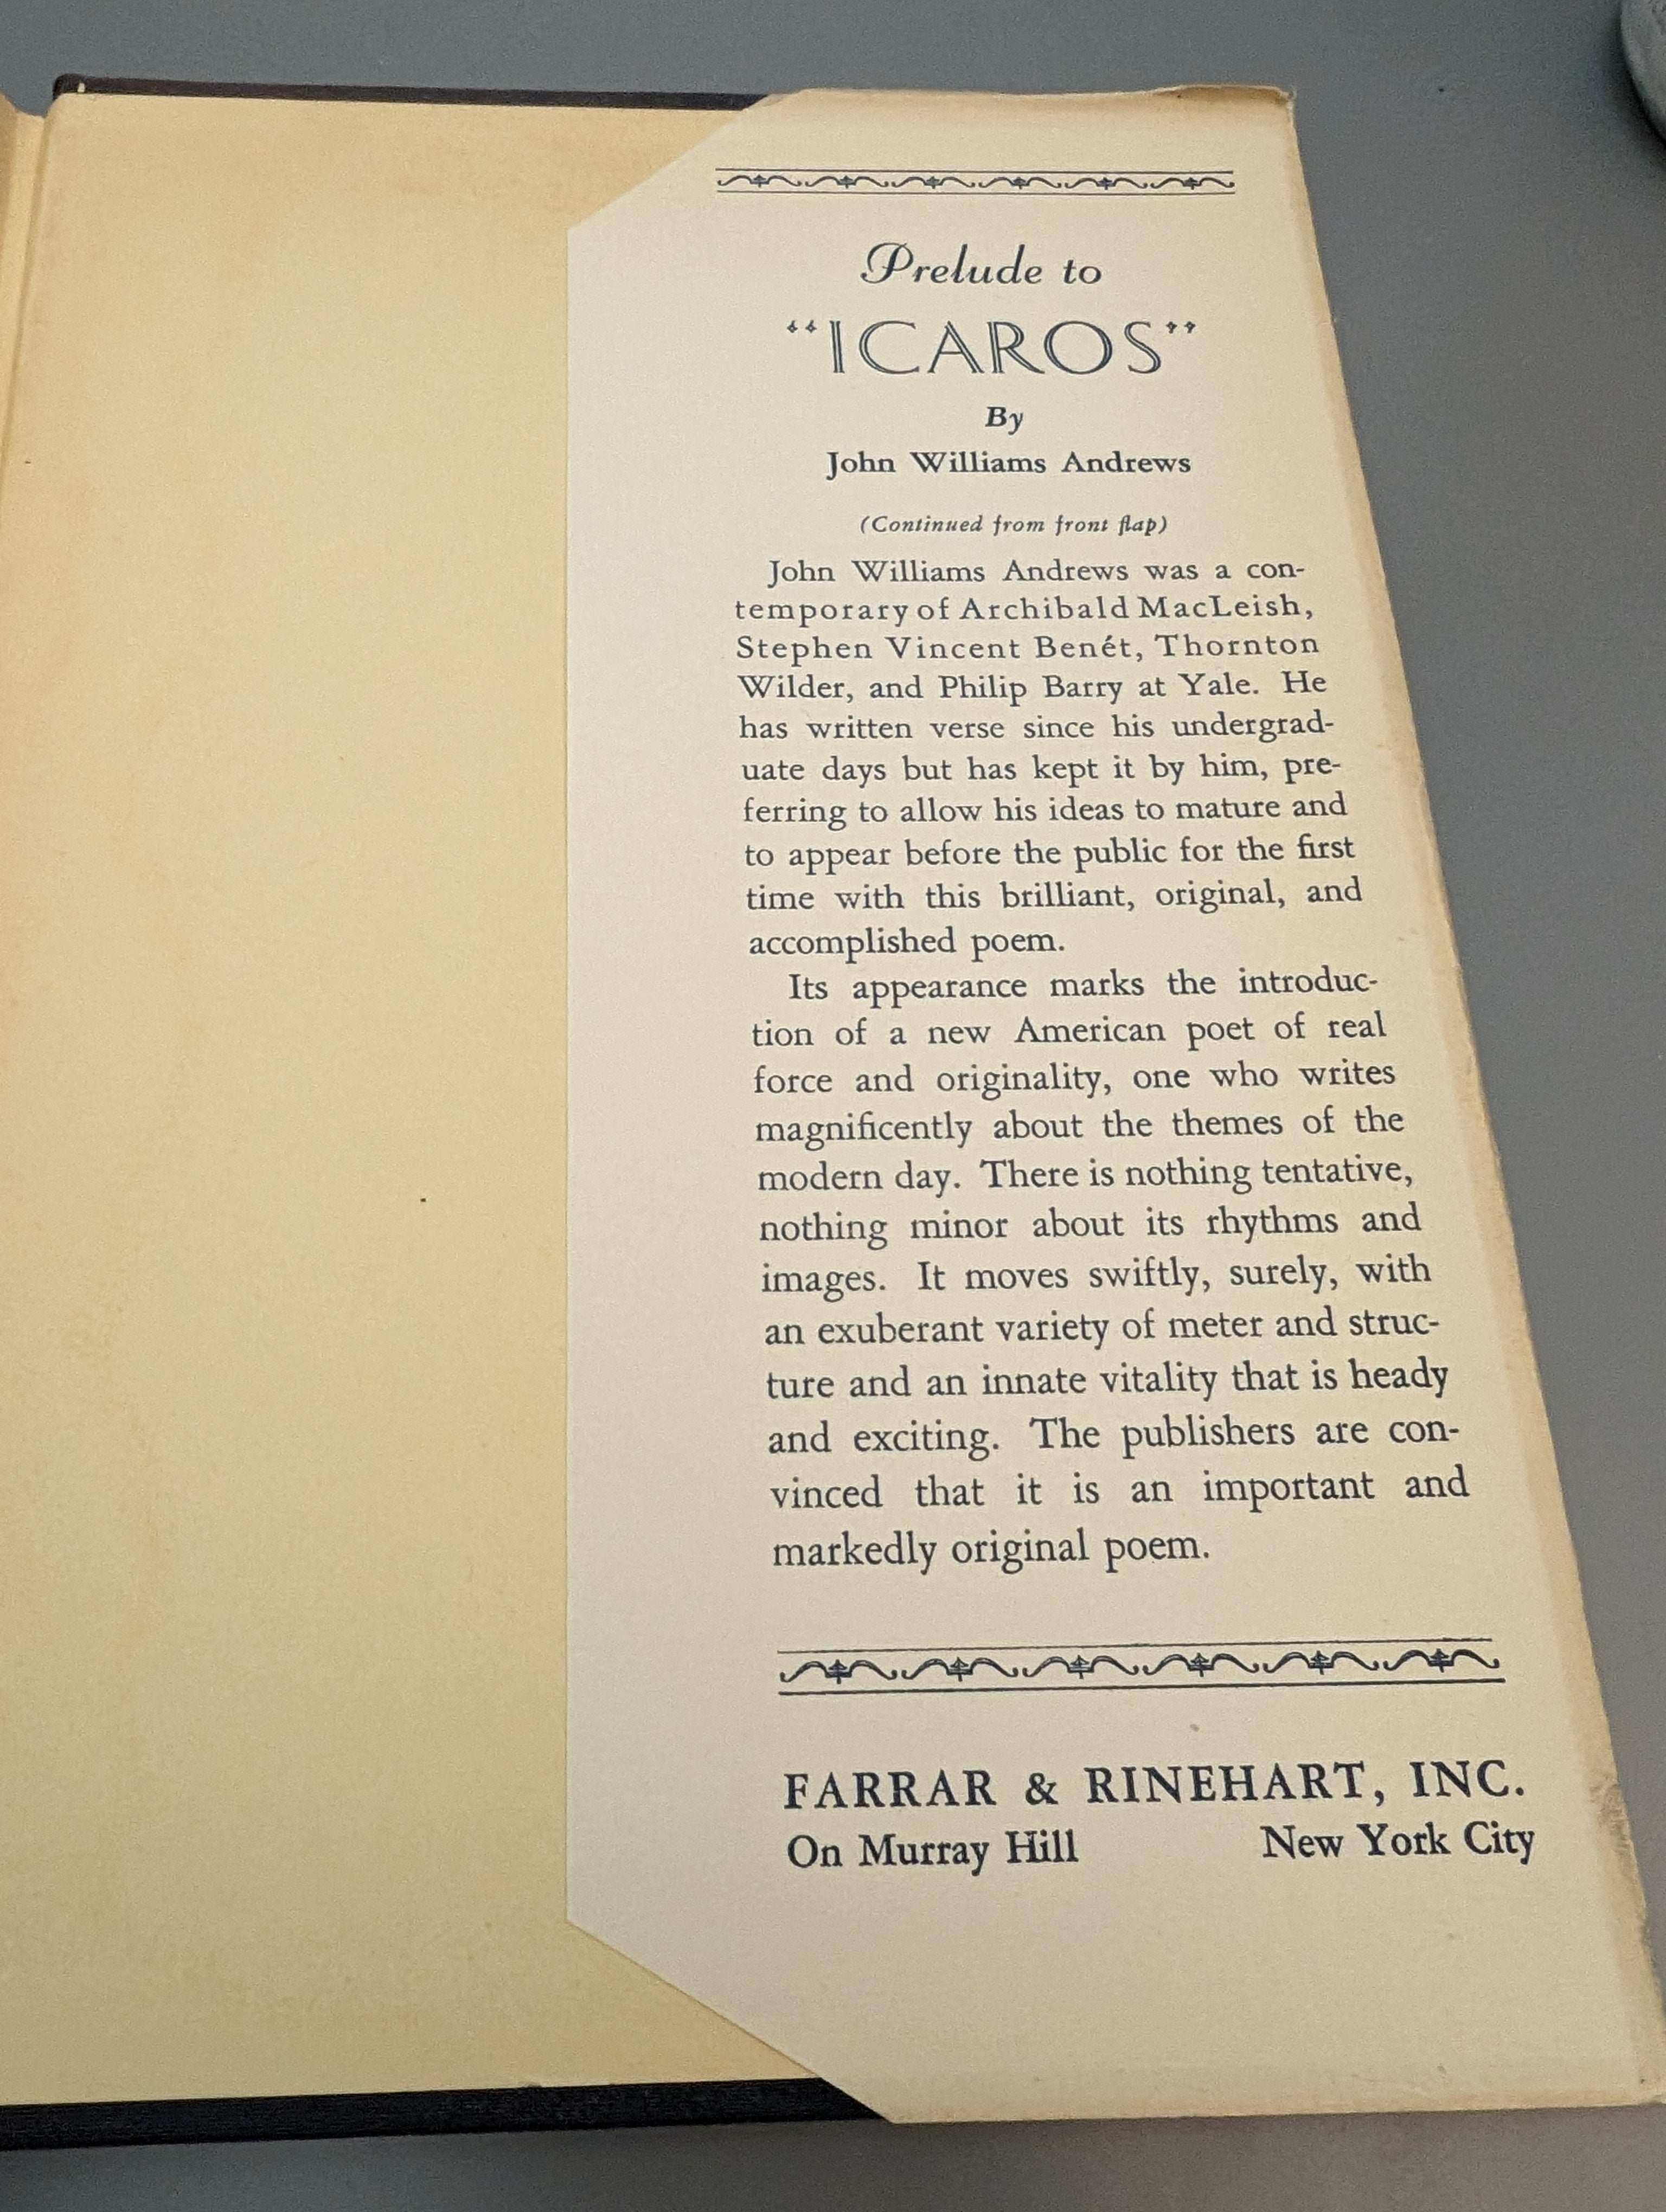 Prelude to
“ICAROS”
By
John Williams Andrews
(Continued from front flap)
John Williams Andrews was a con-
temporary of Archibald MacLeish,
Stephen Vincent Benét, Thornton
Wilder, and Philip Barry at Yale. He
has written verse since his undergrad-
uate days but has kept it by him, pre-
ferring to allow his ideas to mature and
to appear before the public for the first
time with this brilliant, original, and
accomplished poem.
Its appearance marks the introduc-
tion of a new American poet of real
force and originality, one who writes
magnificently about the themes of the
modern day. There is nothing tentative,
nothing minor about its rhythms and
images. It moves swiftly, surely, with
an exuberant variety of meter and struc-
ture and an innate vitality that is heady
and exciting. The publishers are con-
vinced that it is an important and
markedly original poem.
FARRAR & RINEHART, INC.
On Murray Hill New York City